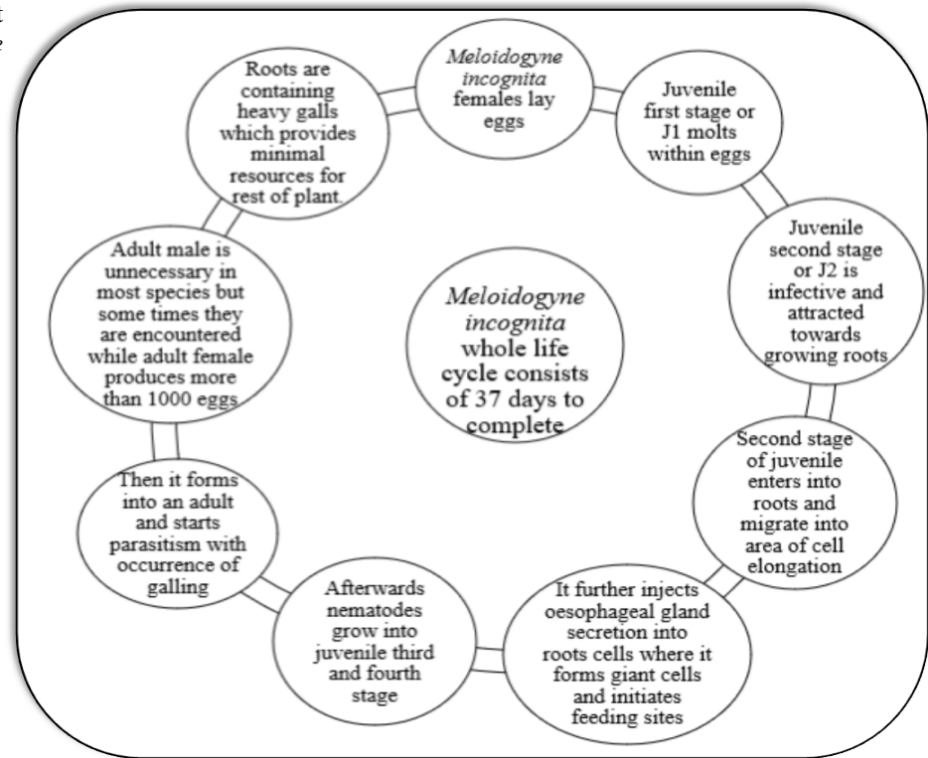 t
e
Meloidogyne
incognita
females lay
eggs
Juvenile
first stage or
J1 molts
within eggs
Juvenile
second stage
or J2 is
infective and
attracted
towards
growing roots
Second stage
of juvenile
enters into
roots and
migrate into
area of cell
elongation
It further injects
oesophageal gland
secretion into
roots cells where it
forms giant cells
and initiates
feeding sites
Afterwards
nematodes
grow into
juvenile third
and fourth
stage
Then it forms
into an adult
and starts
parasitism with
occurrence of
galling
Adult male is
unnecessary in
most species but
some times they
are encountered
while adult female
produces more
than 1000 eggs
Roots are
containing
heavy galls
which provides
minimal
resources for
rest of plant.
Meloidogyne
incognita
whole life
cycle consists
of 37 days to
complete